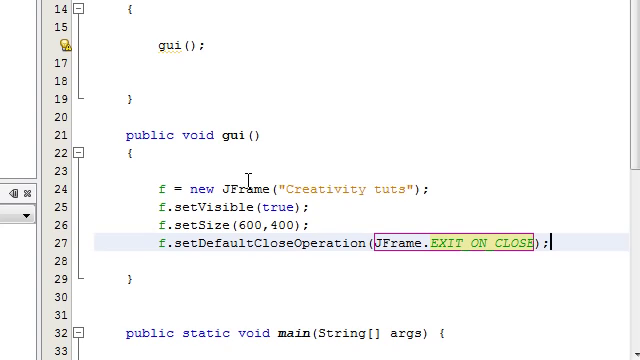 14 {
15
gui();
17
18
19 }
20
21 public void gui()
22 {
23
24 f = new JFrame("Creativity tuts");
25 f.setVisible(true);
26 f.setSize(600,400);
27 f.setDefaultCloseOperation(JFrame.EXIT_ON_CLOSE);
28
29 }
30
31
32 public static void main(String[] args) {
33